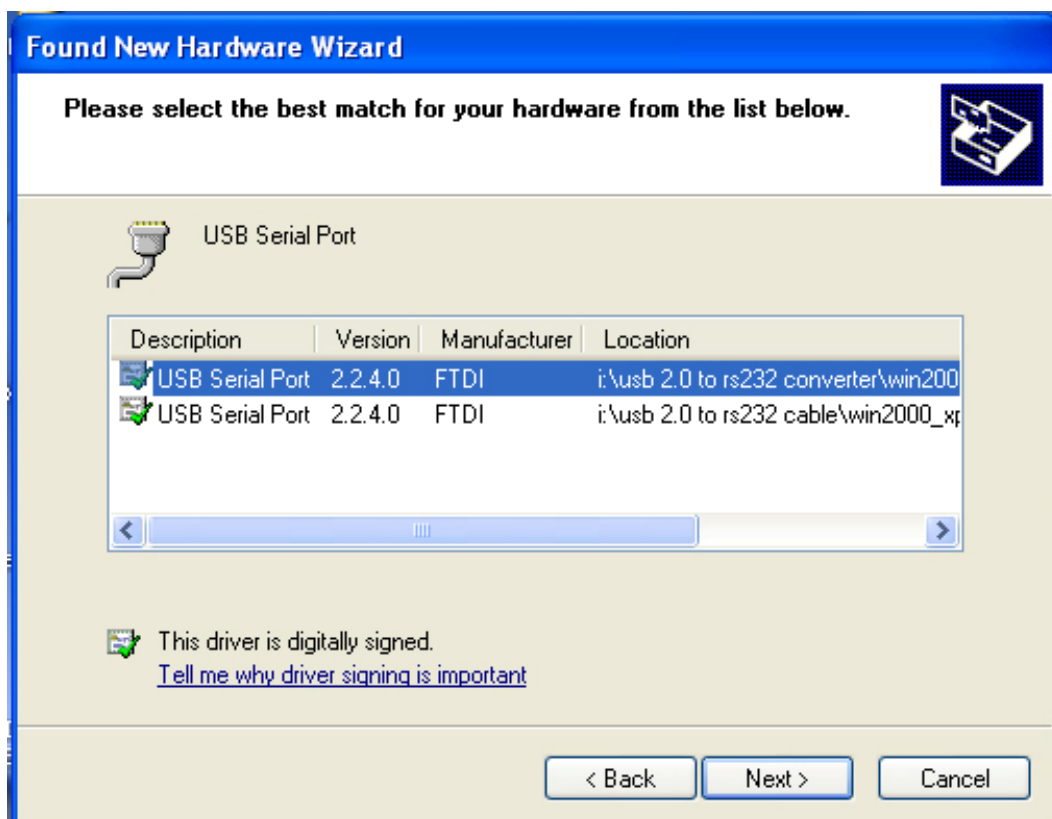 Found New Hardware Wizard
Please select the best match for your hardware from the list below.
USB Serial Port
Description Version Manufacturer Location
USB Serial Port 2.2.4.0 FTDI i:\usb 2.0 to rs232 converter\win200
USB Serial Port 2.2.4.0 FTDI i:\usb 2.0 to rs232 cable\win2000_xp
This driver is digitally signed.
Tell me why driver signing is important
< Back Next > Cancel